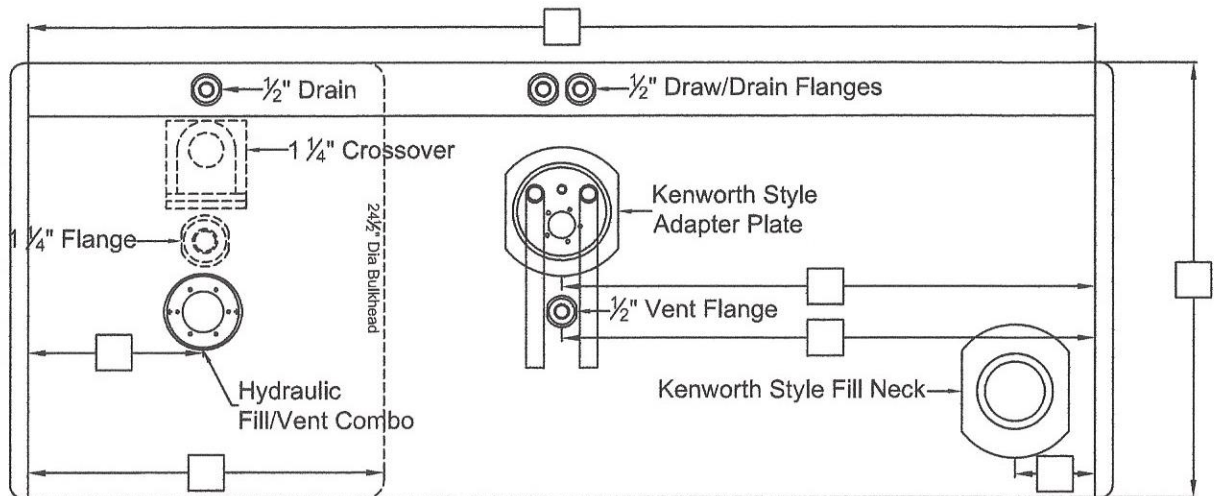 ½" Drain
½" Draw/Drain Flanges
1 ¼" Crossover
Kenworth Style
Adapter Plate
1 ¼" Flange
24½" Dia Bulkhead
½" Vent Flange
Hydraulic
Fill/Vent Combo
Kenworth Style Fill Neck